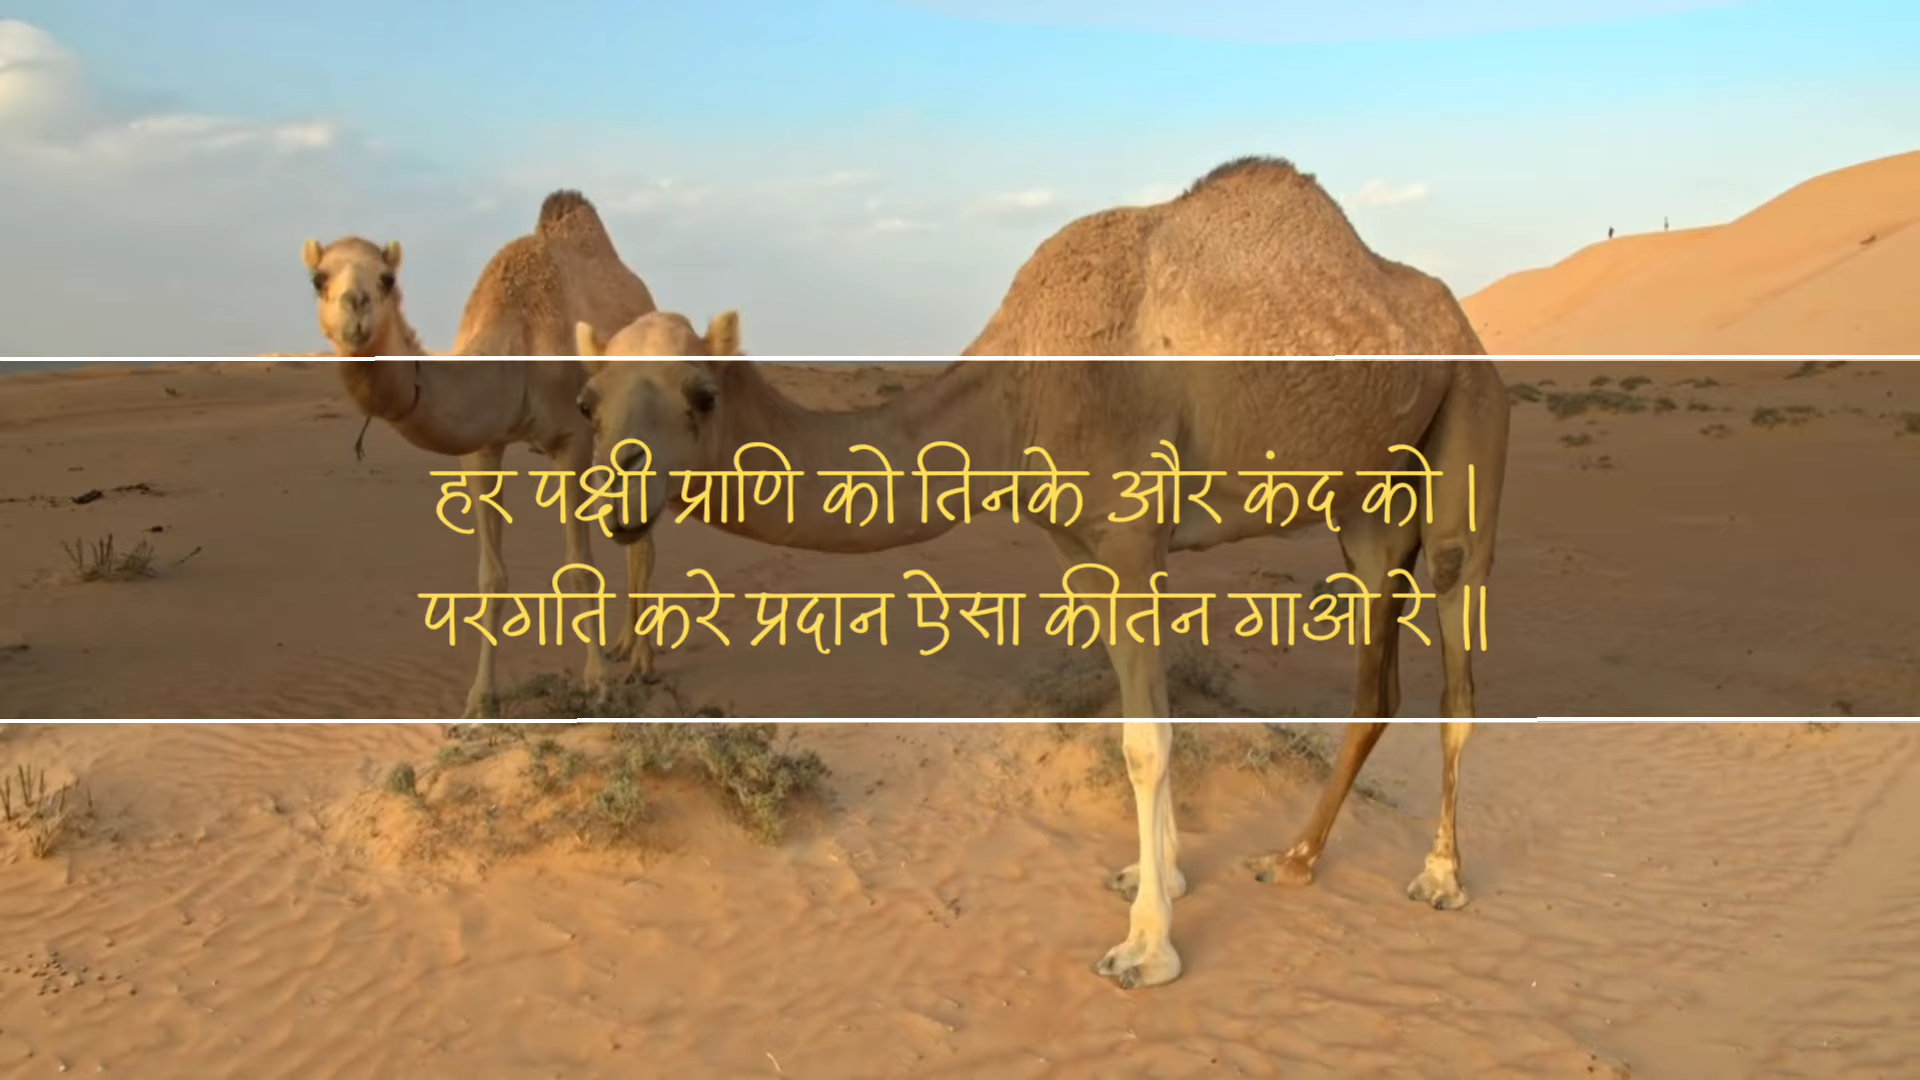 हर पक्षी प्राणि को तिनके और कंद को |
परगति करे प्रदान ऐसा कीर्तन गाओ रे ||